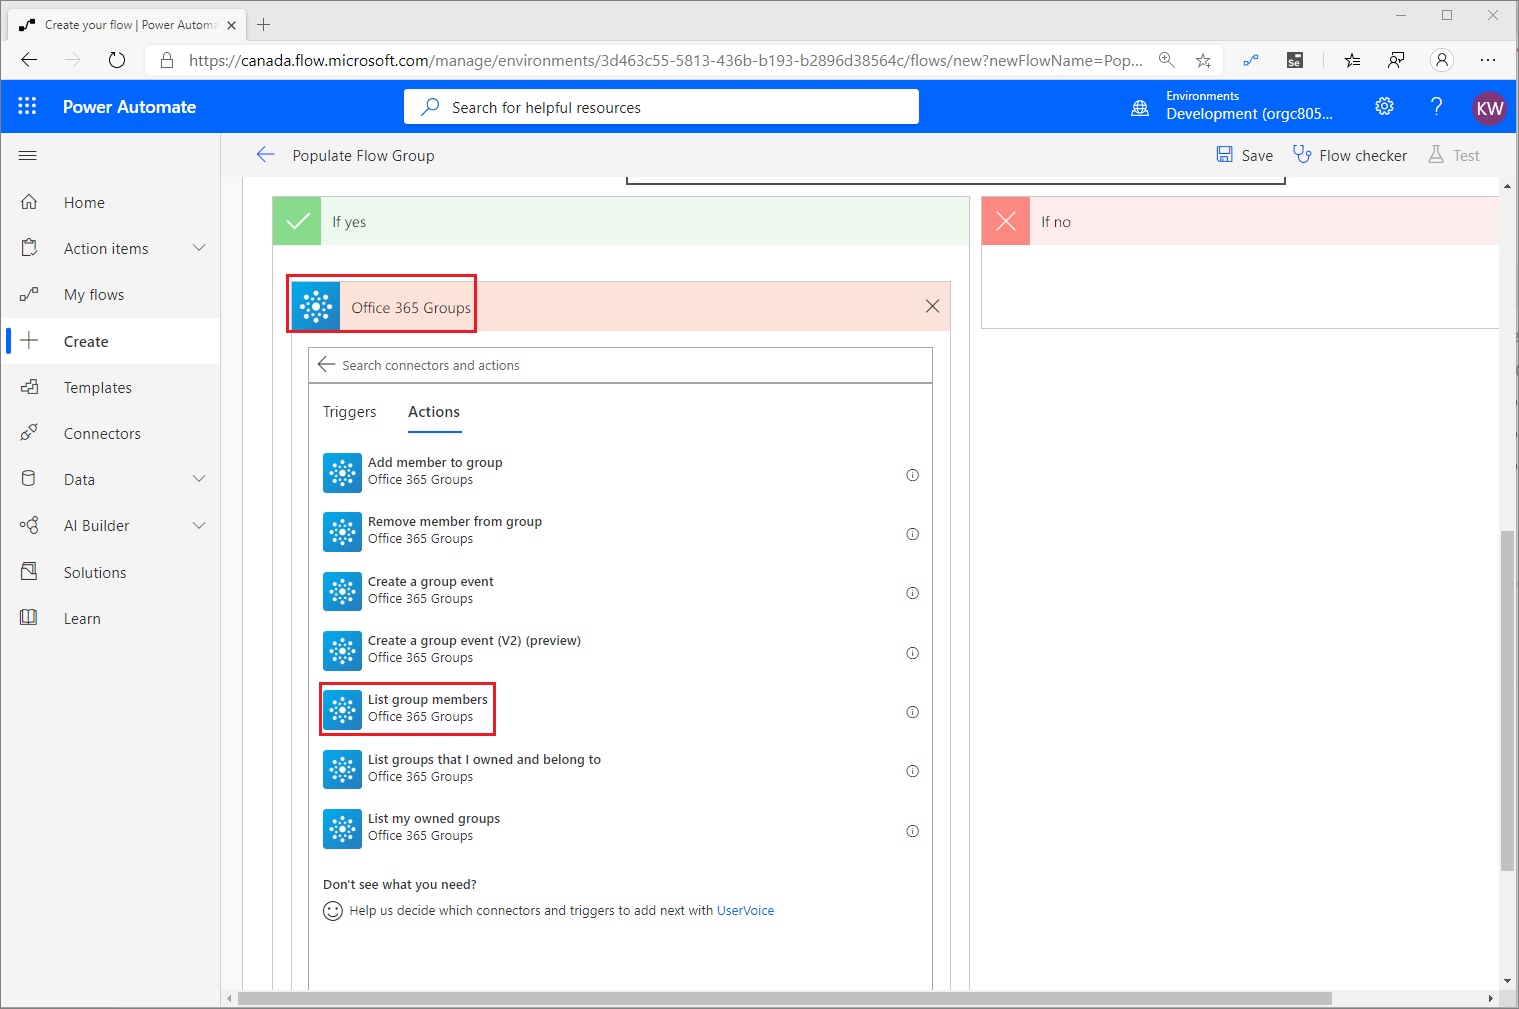 Create your flow | Power Automa
https://canada.flow.microsoft.com/manage/environments/3d463c55-5813-436b-b193-b2896d38564c/flows/new?newFlowName=Pop...
Se
Power Automate
Search for helpful resources
Environments
Development (orgc805...
?
KW
Populate Flow Group
Save
Flow checker
Test
Home
Action items
My flows
Create
Templates
Connectors
Data
AI Builder
Solutions
Learn
If yes
If no
Office 365 Groups
Search connectors and actions
Triggers
Actions
Add member to group
Office 365 Groups
Remove member from group
Office 365 Groups
Create a group event
Office 365 Groups
Create a group event (V2) (preview)
Office 365 Groups
List group members
Office 365 Groups
List groups that I owned and belong to
Office 365 Groups
List my owned groups
Office 365 Groups
Don't see what you need?
Help us decide which connectors and triggers to add next with UserVoice